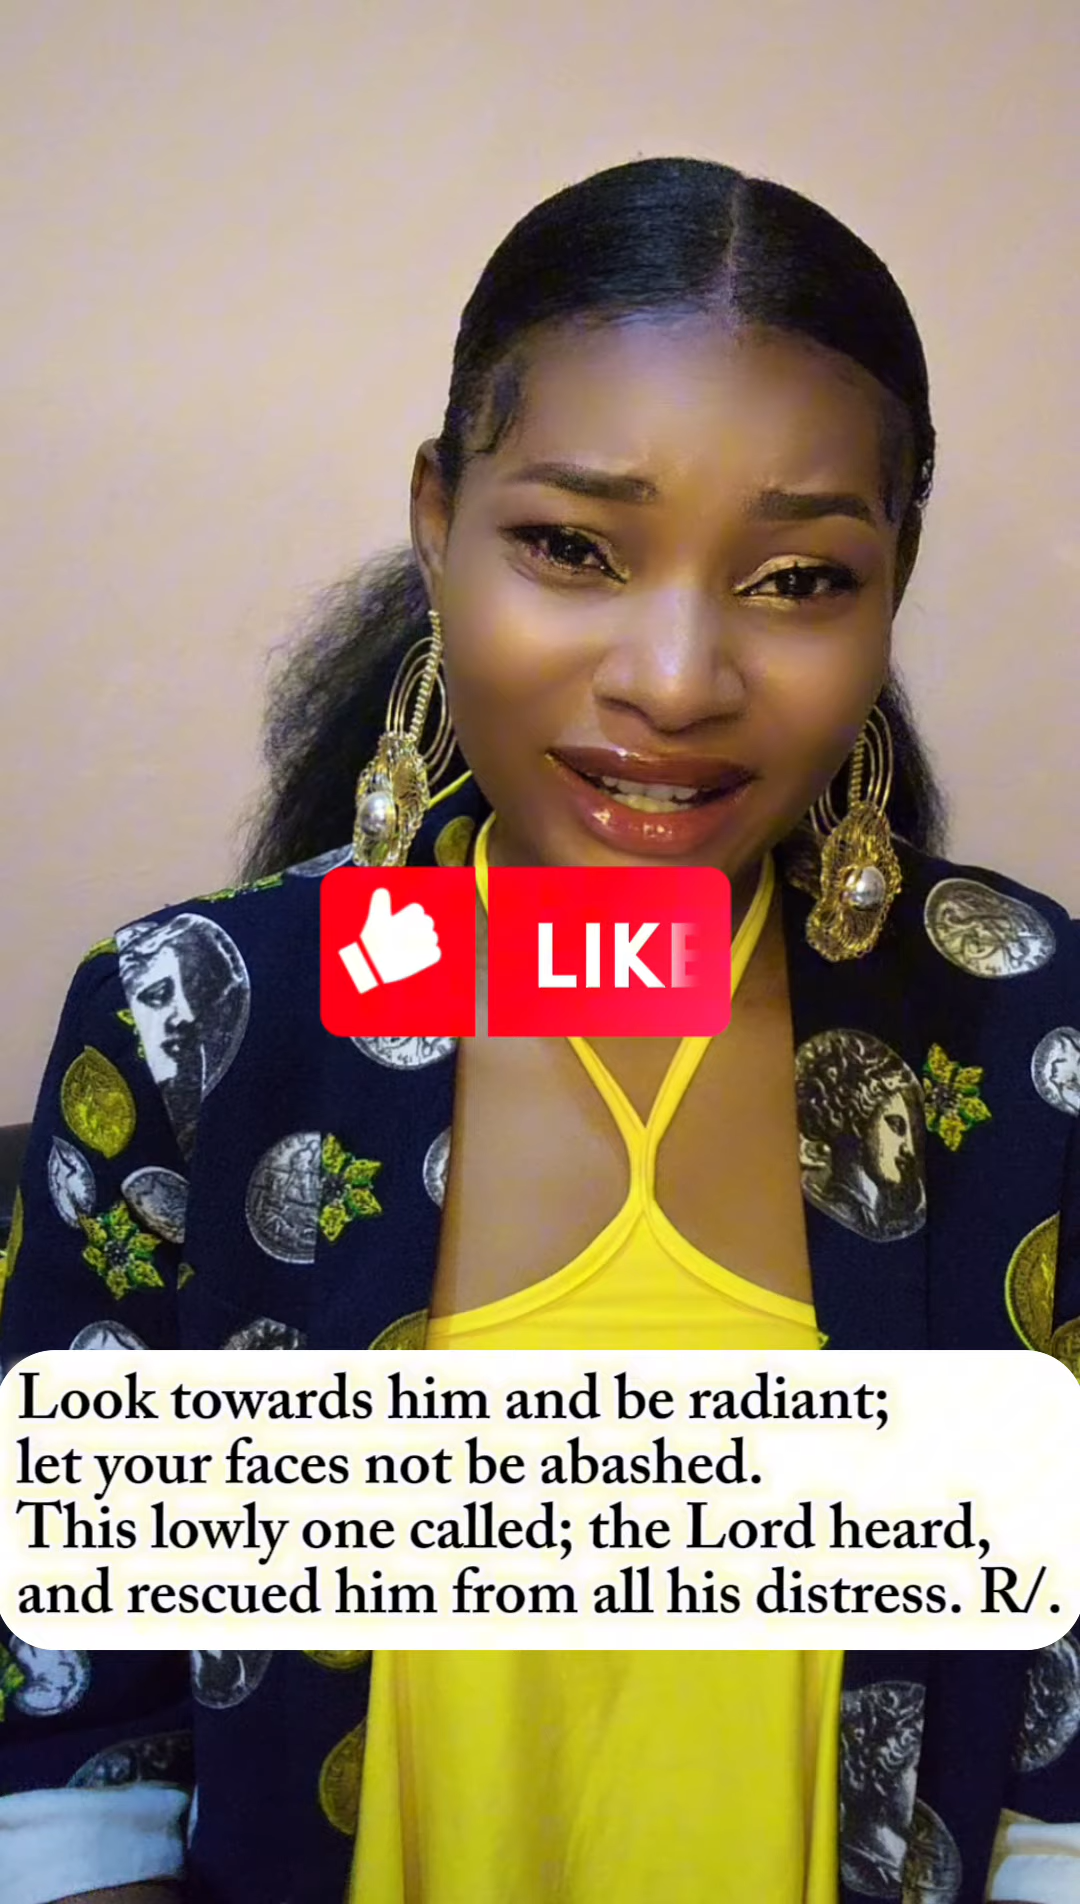 LIKE
Look towards him and be radiant;
let your faces not be abashed.
This lowly one called; the Lord heard,
and rescued him from all his distress. R/.